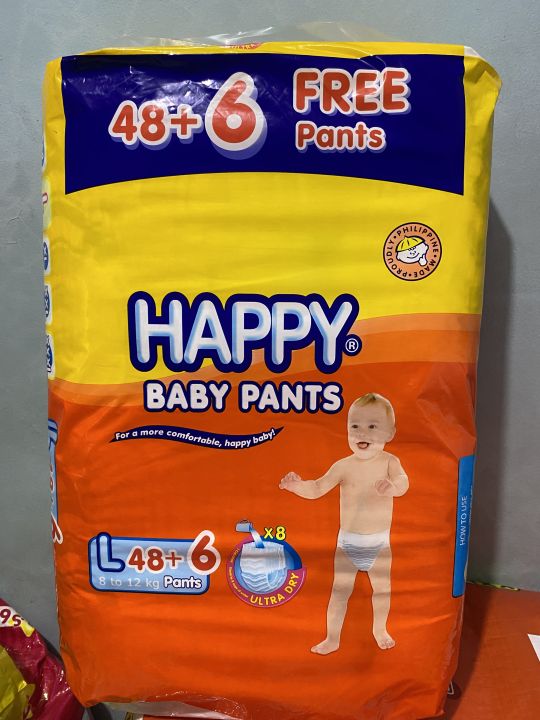 48+6 FREE
Pants
PROUDLY • PHILIPPINE • MADE •
HAPPY®
BABY PANTS
For a more comfortable, happy baby!
L 48+6
8 to 12 kg Pants
x8
ULTRA DRY
HOW TO USE